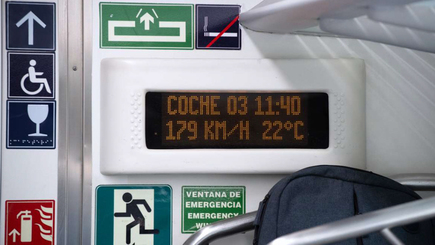 COCHE 03 11:40
179 KM/H 22°C
VENTANA DE
EMERGENCIA
EMERGENCY